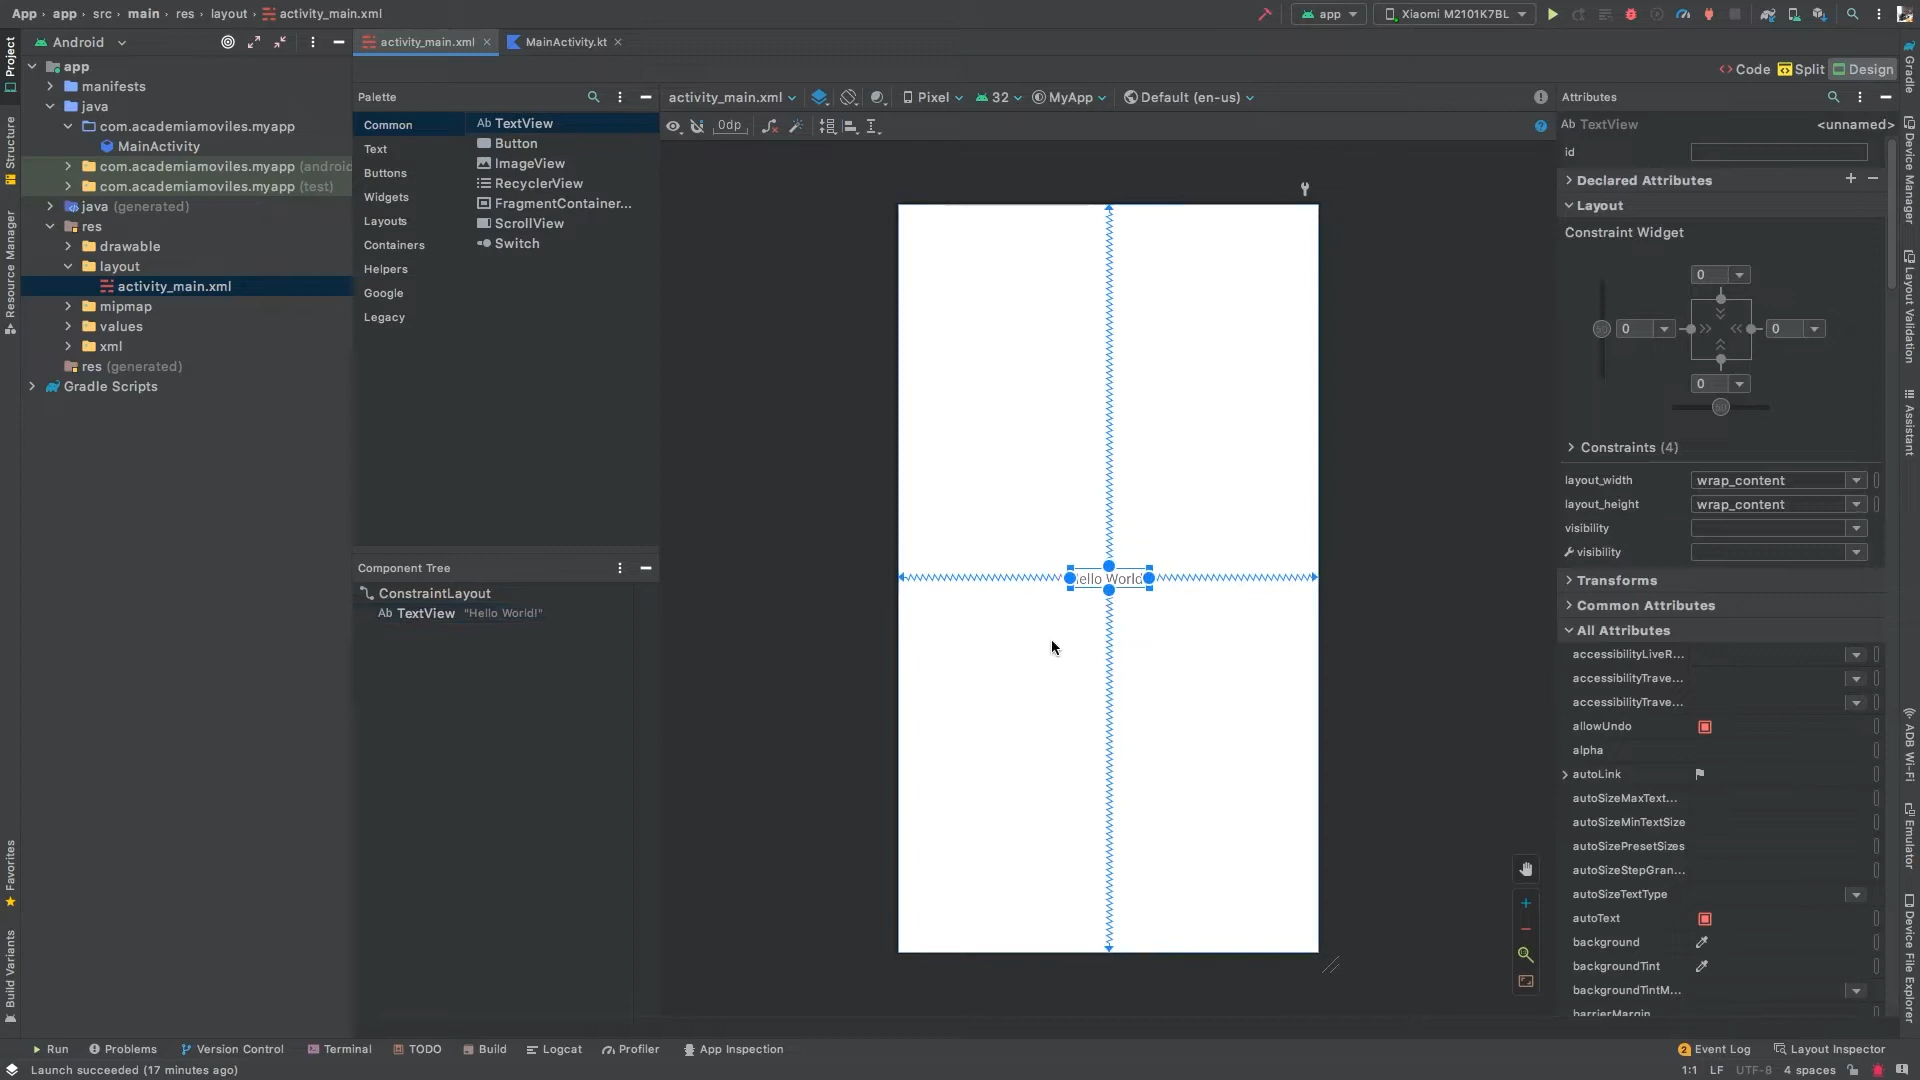 App › app › src › main › res › layout › activity_main.xml
app
Xiaomi M2101K7BL
Android
activity_main.xml
MainActivity.kt
app
manifests
java
com.academiamoviles.myapp
MainActivity
com.academiamoviles.myapp (android
com.academiamoviles.myapp (test)
java (generated)
res
drawable
layout
activity_main.xml
mipmap
values
xml
res (generated)
Gradle Scripts
Project
Structure
Resource Manager
Favorites
Build Variants
Palette
Common
Text
Buttons
Widgets
Layouts
Containers
Helpers
Google
Legacy
Ab TextView
Button
ImageView
RecyclerView
FragmentContainer...
ScrollView
Switch
Component Tree
ConstraintLayout
Ab TextView "Hello World!"
Code
Split
Design
activity_main.xml
Pixel
32
MyApp
Default (en-us)
0dp
ello World
Attributes
Ab TextView <unnamed>
id
Declared Attributes
Layout
Constraint Widget
0
0
0
0
50
50
Constraints (4)
layout_width wrap_content
layout_height wrap_content
visibility
visibility
Transforms
Common Attributes
All Attributes
accessibilityLiveR...
accessibilityTrave...
accessibilityTrave...
allowUndo
alpha
autoLink
autoSizeMaxText...
autoSizeMinTextSize
autoSizePresetSizes
autoSizeStepGran...
autoSizeTextType
autoText
background
backgroundTint
backgroundTintM...
barrierMargin
Gradle
Device Manager
Layout Validation
Assistant
ADB Wi-Fi
Emulator
Device File Explorer
Run
Problems
Version Control
Terminal
TODO
Build
Logcat
Profiler
App Inspection
2 Event Log
Layout Inspector
Launch succeeded (17 minutes ago)
1:1 LF UTF-8 4 spaces